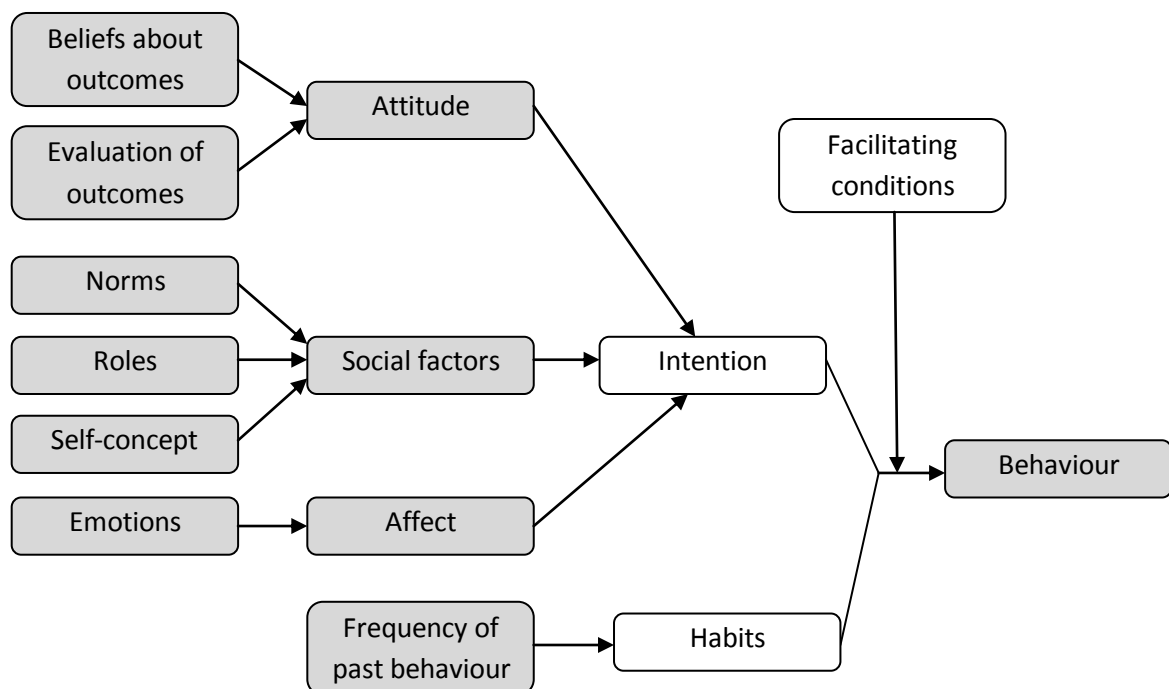 Beliefs about
outcomes
Attitude
Evaluation of
outcomes
Facilitating
conditions
Norms
Roles
Social factors
Intention
Self-concept
Behaviour
Emotions
Affect
Frequency of
past behaviour
Habits